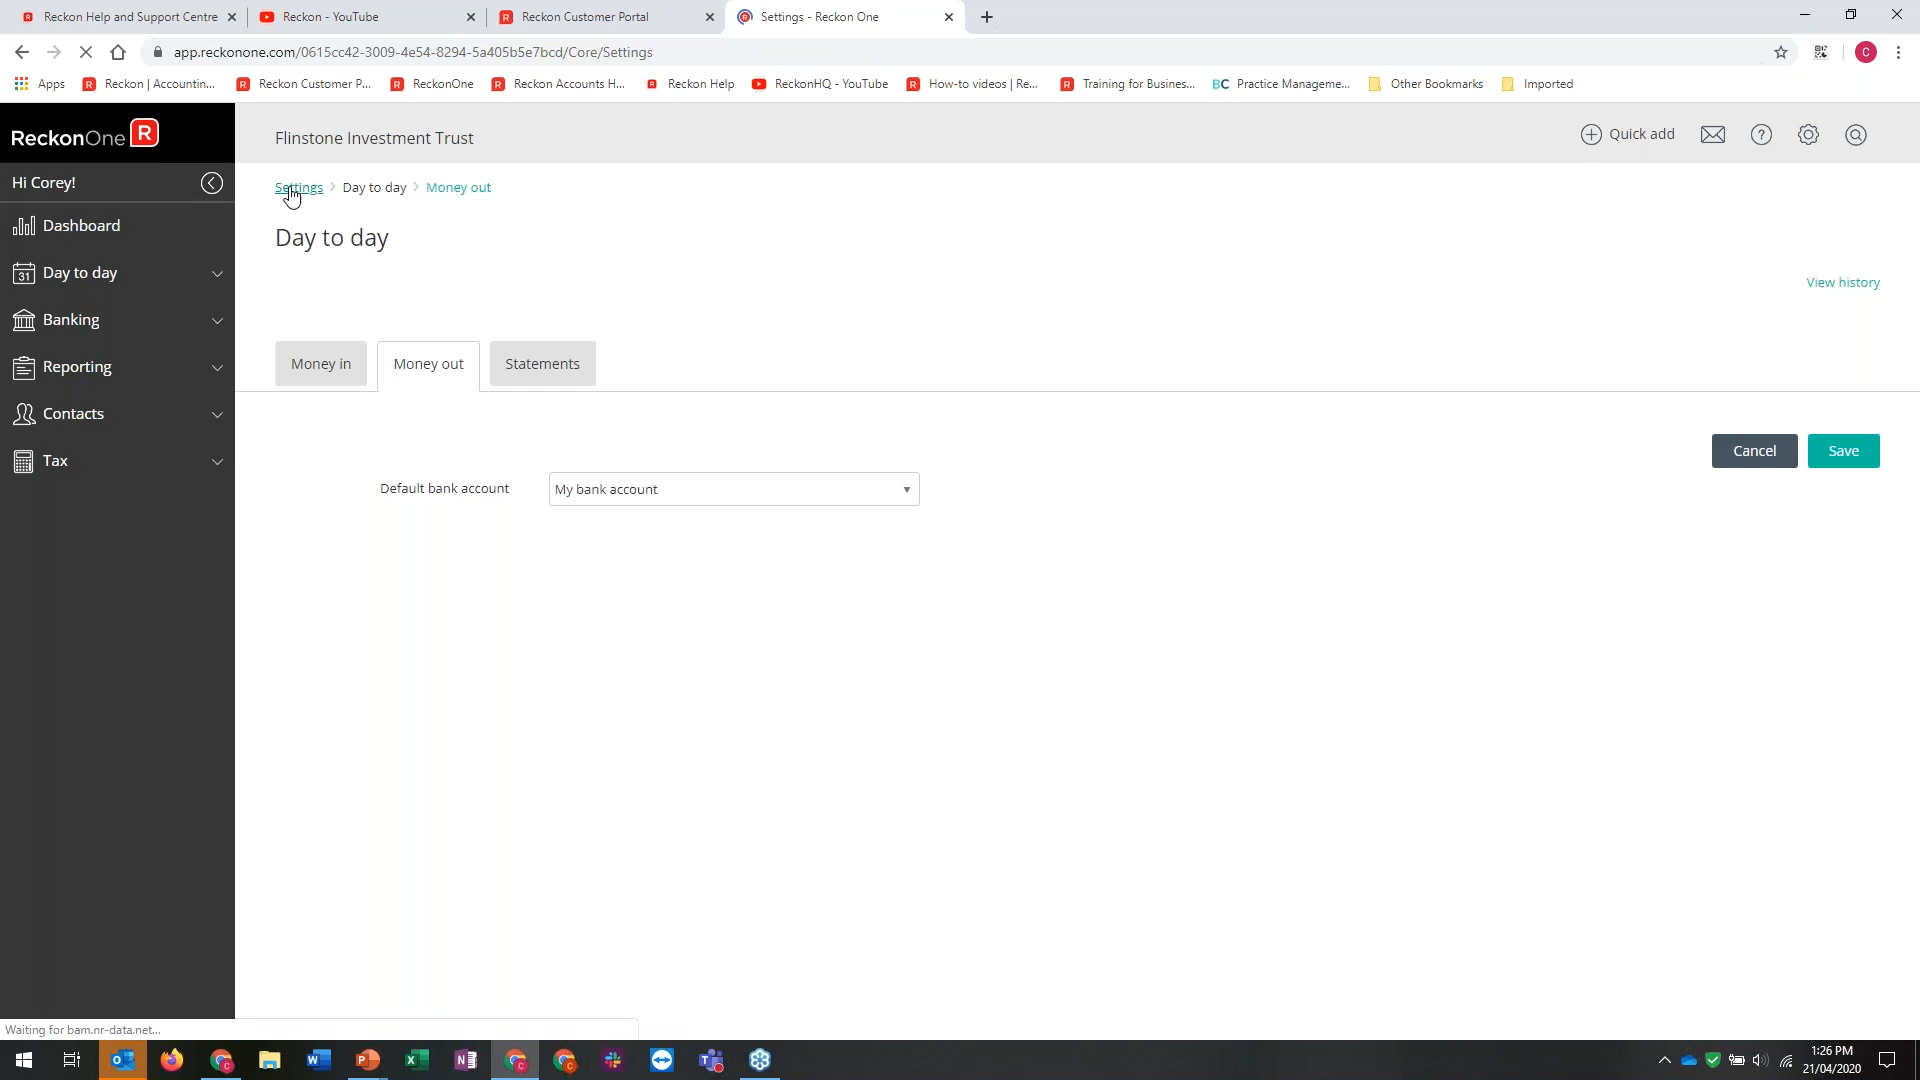 Reckon Help and Support Centre
Reckon - YouTube
Reckon Customer Portal
Settings - Reckon One
app.reckonone.com/0615cc42-3009-4e54-8294-5a405b5e7bcd/Core/Settings
C
Apps
Reckon | Accountin...
Reckon Customer P...
ReckonOne
Reckon Accounts H...
Reckon Help
ReckonHQ - YouTube
How-to videos | Re...
Training for Busines...
BC Practice Manageme...
Other Bookmarks
Imported
ReckonOne R
Flinstone Investment Trust
Quick add
Hi Corey!
Settings > Day to day > Money out
Dashboard
Day to day
View history
31 Day to day
Banking
Money in
Money out
Statements
Reporting
Contacts
Cancel
Save
Tax
Default bank account
My bank account
Waiting for bam.nr-data.net...
1:26 PM
21/04/2020